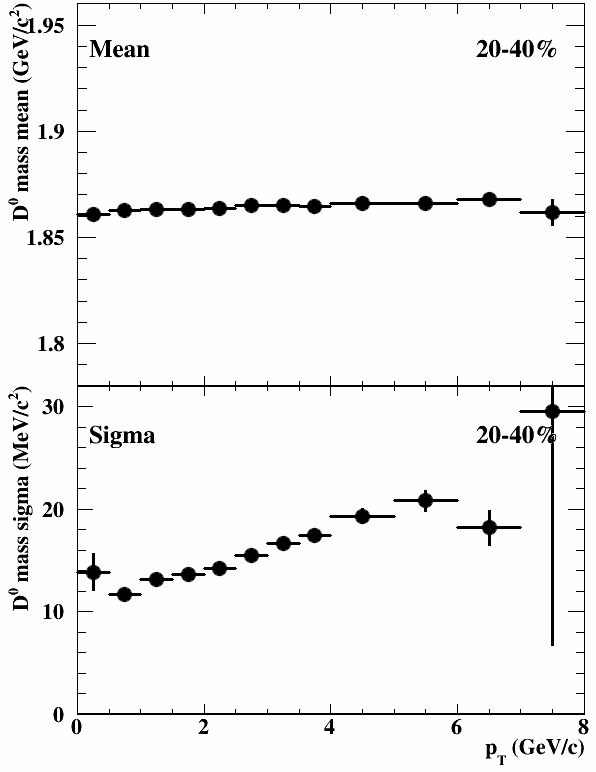 D⁰ mass mean (GeV/c²)
1.95
1.9
1.85
1.8
Mean
20-40%
D⁰ mass sigma (MeV/c²)
30
20
10
0
Sigma
20-40%
0 2 4 6 8
p_T (GeV/c)